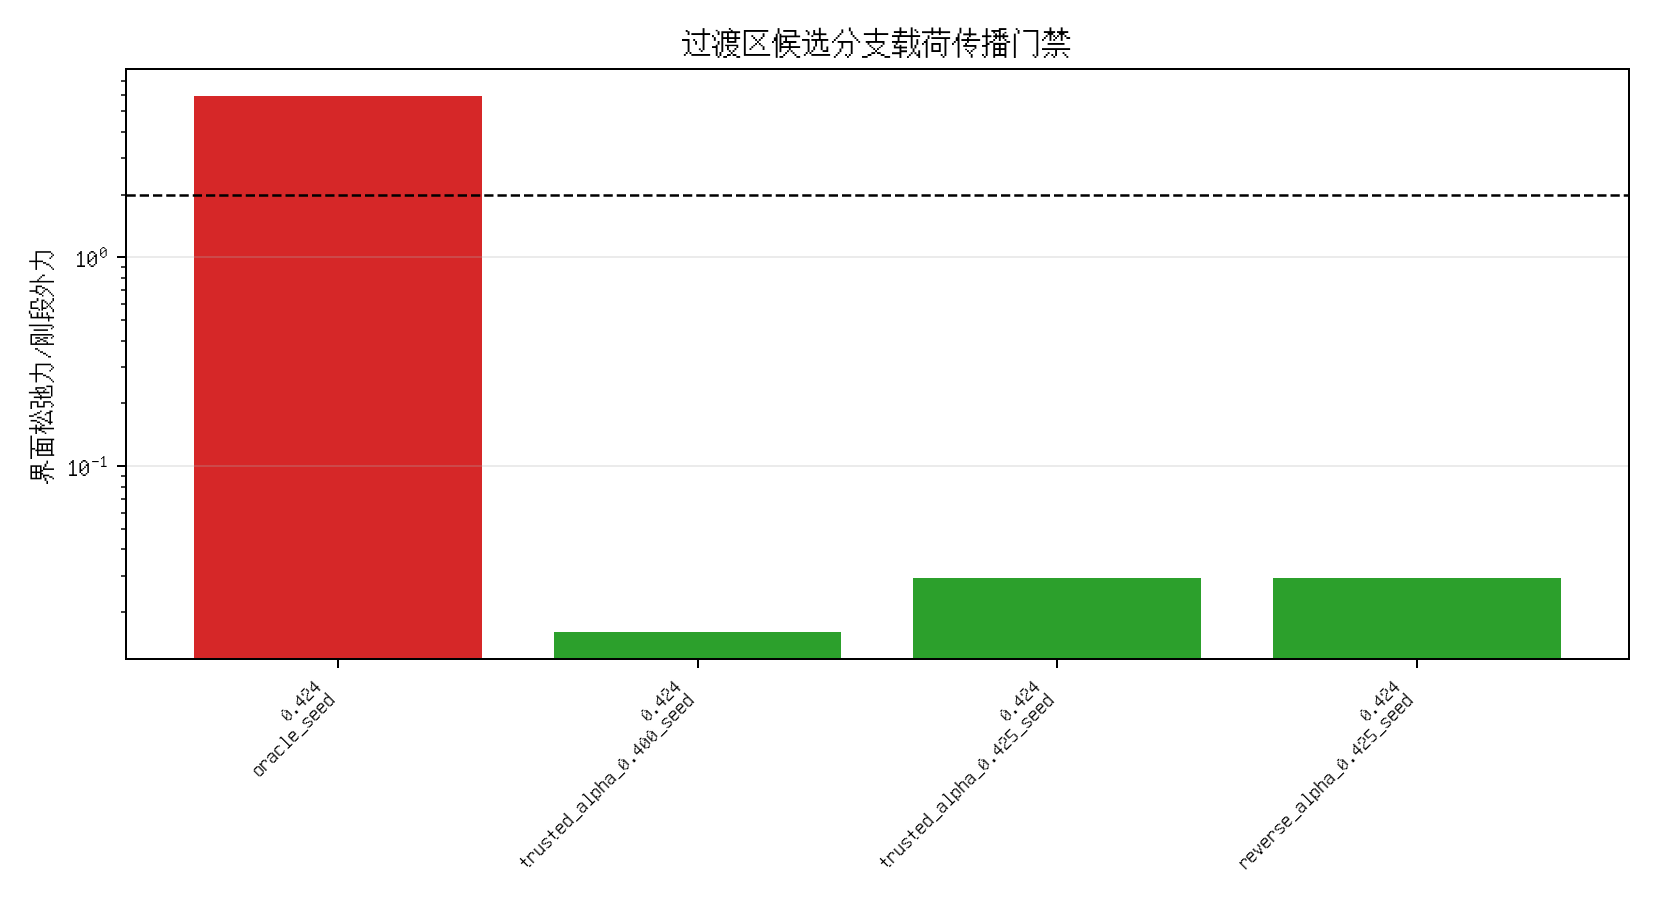 过渡区候选分支载荷传播门禁
界面松弛力/刚段外力
10⁰
10⁻¹
0.424
oracle_seed
0.424
trusted_alpha_0.400_seed
0.424
trusted_alpha_0.425_seed
0.424
reverse_alpha_0.425_seed